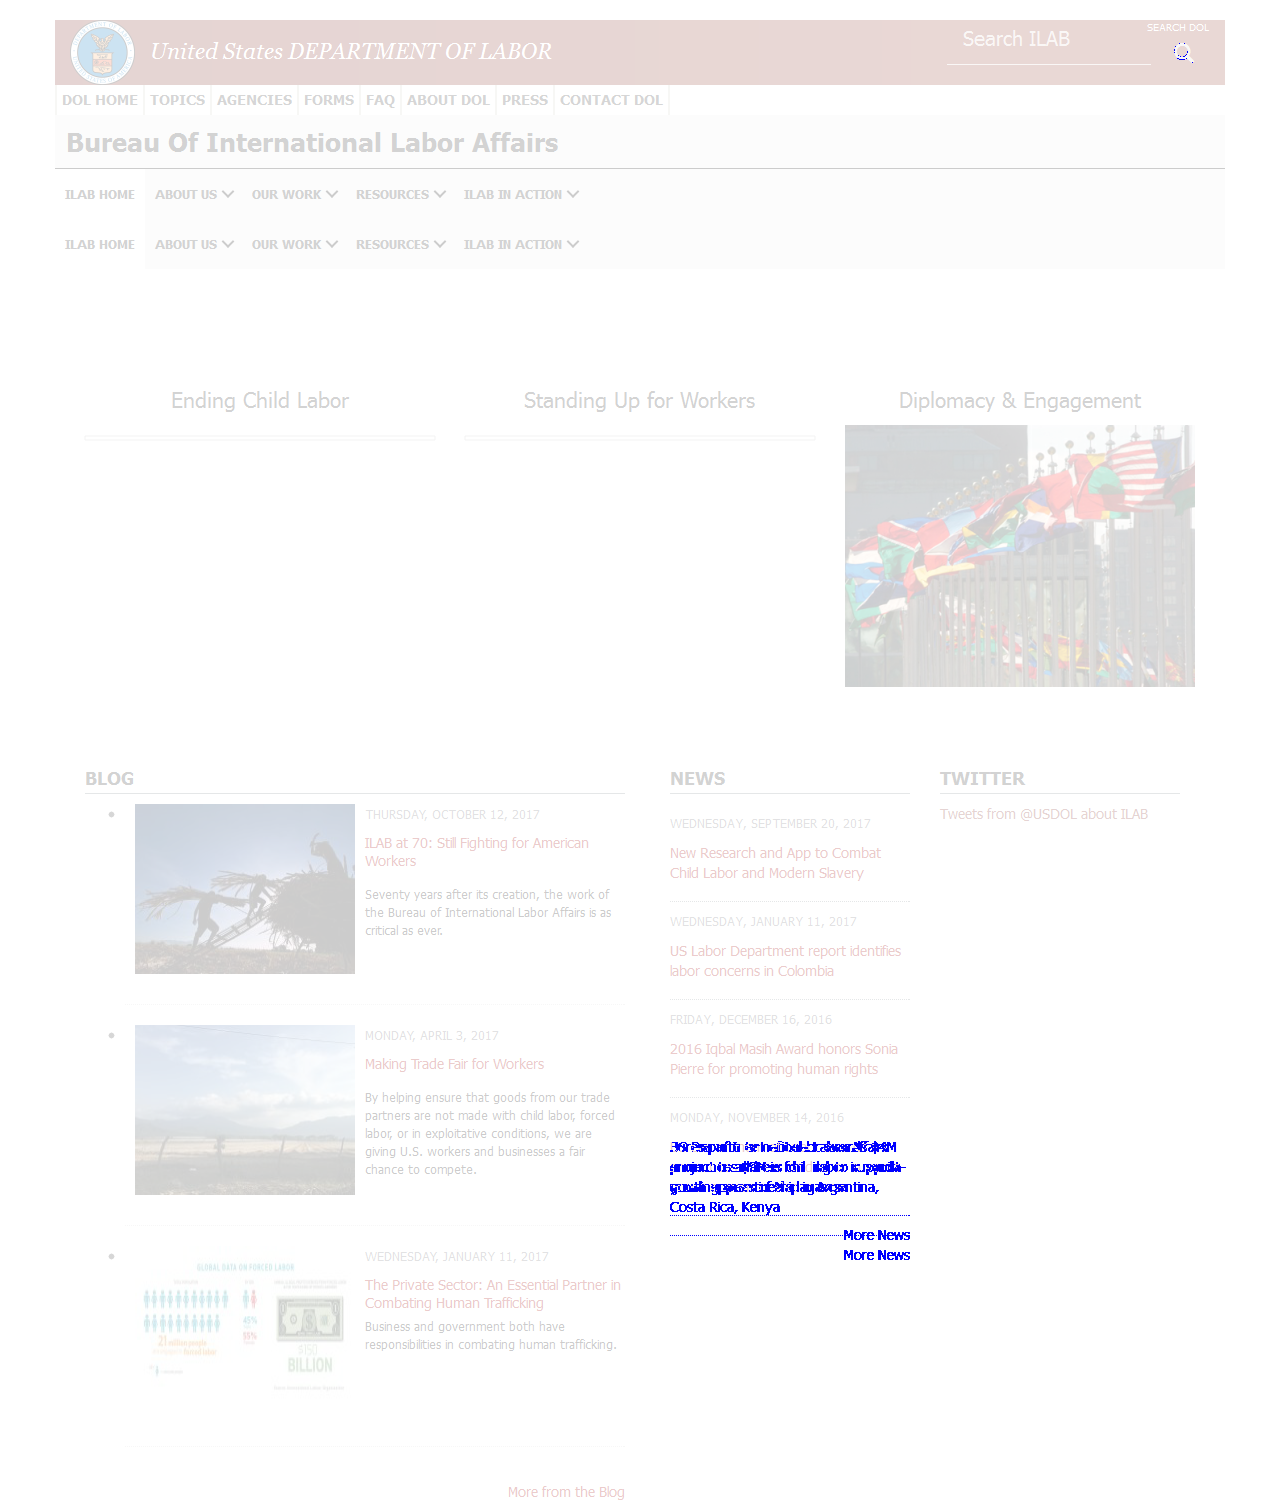 United States DEPARTMENT OF LABOR
Search ILAB
SEARCH DOL
DOL HOME TOPICS AGENCIES FORMS FAQ ABOUT DOL PRESS CONTACT DOL
Bureau Of International Labor Affairs
ILAB HOME ABOUT US OUR WORK RESOURCES ILAB IN ACTION
ILAB HOME ABOUT US OUR WORK RESOURCES ILAB IN ACTION
Ending Child Labor
Standing Up for Workers
Diplomacy & Engagement
BLOG
THURSDAY, OCTOBER 12, 2017
ILAB at 70: Still Fighting for American
Workers
Seventy years after its creation, the work of
the Bureau of International Labor Affairs is as
critical as ever.
MONDAY, APRIL 3, 2017
Making Trade Fair for Workers
By helping ensure that goods from our trade
partners are not made with child labor, forced
labor, or in exploitative conditions, we are
giving U.S. workers and businesses a fair
chance to compete.
GLOBAL DATA ON FORCED LABOR
21 million people
$150
BILLION
WEDNESDAY, JANUARY 11, 2017
The Private Sector: An Essential Partner in
Combating Human Trafficking
Business and government both have
responsibilities in combating human trafficking.
More from the Blog
NEWS
WEDNESDAY, SEPTEMBER 20, 2017
New Research and App to Combat
Child Labor and Modern Slavery
WEDNESDAY, JANUARY 11, 2017
US Labor Department report identifies
labor concerns in Colombia
FRIDAY, DECEMBER 16, 2016
2016 Iqbal Masih Award honors Sonia
Pierre for promoting human rights
MONDAY, NOVEMBER 14, 2016
Costa Rica, Kenya
More News
More News
TWITTER
Tweets from @USDOL about ILAB